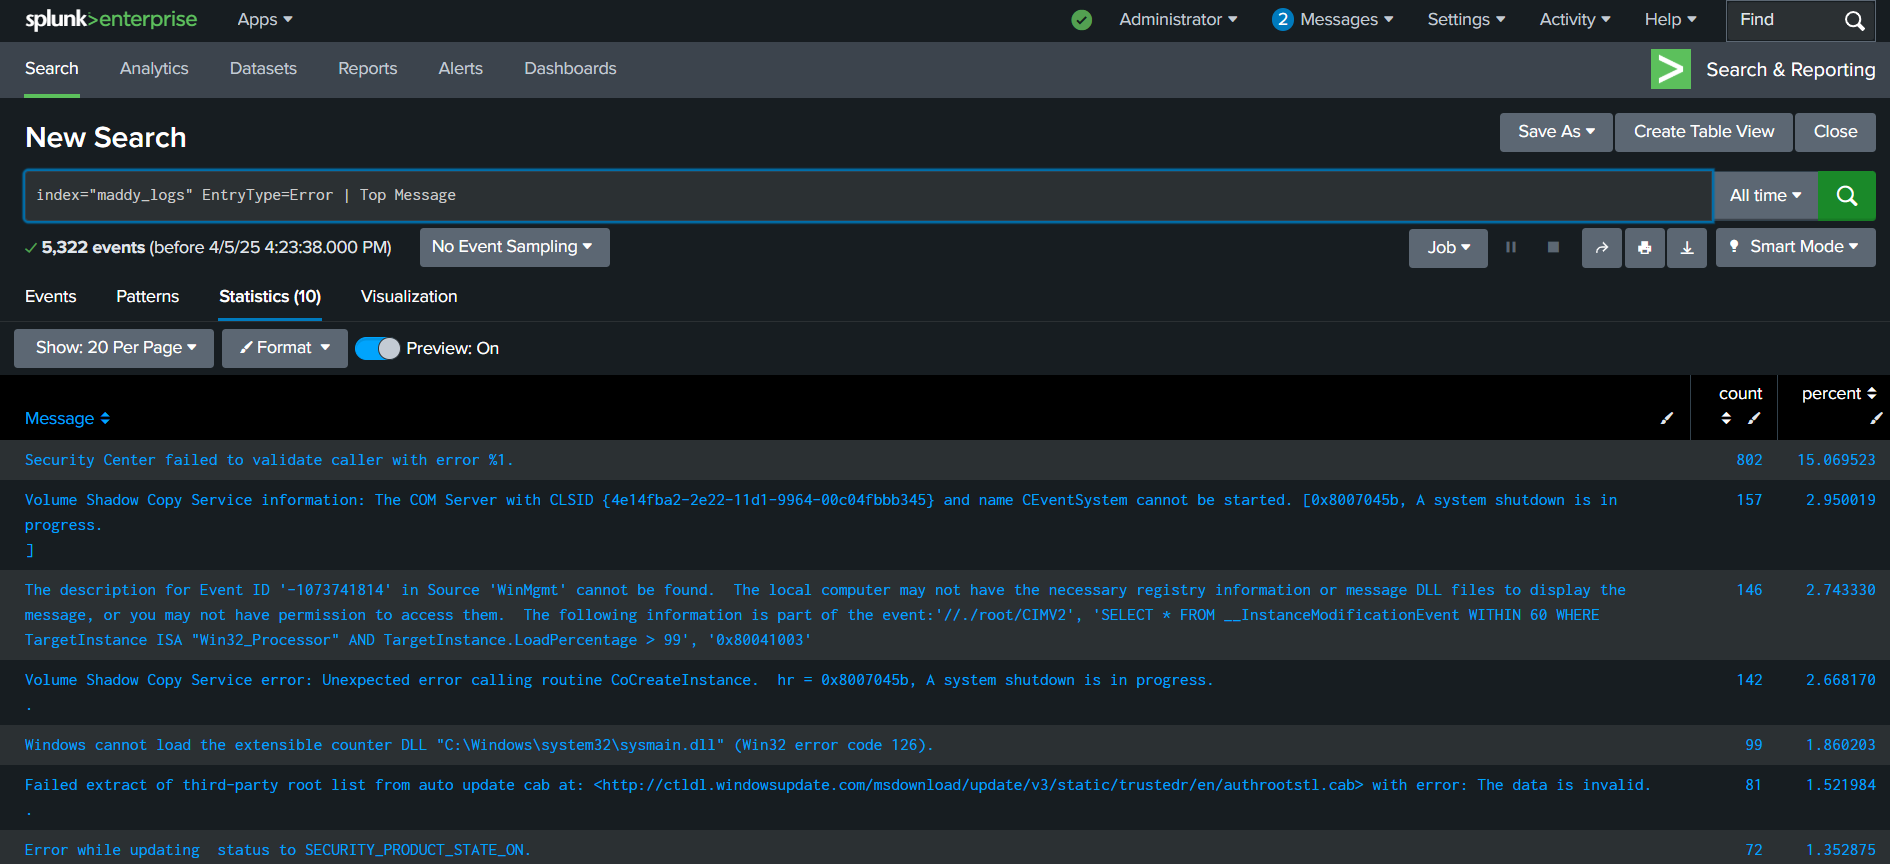 splunk>enterprise Apps Administrator 2 Messages Settings Activity Help Find
Search Analytics Datasets Reports Alerts Dashboards Search & Reporting
New Search
Save As Create Table View Close
index="maddy_logs" EntryType=Error | Top Message
All time
5,322 events (before 4/5/25 4:23:38.000 PM) No Event Sampling Job Smart Mode
Events Patterns Statistics (10) Visualization
Show: 20 Per Page Format Preview: On
Message count percent
Security Center failed to validate caller with error %1. 802 15.069523
Volume Shadow Copy Service information: The COM Server with CLSID {4e14fba2-2e22-11d1-9964-00c04fbbb345} and name CEventSystem cannot be started. [0x8007045b, A system shutdown is in 157 2.950019
progress.
]
The description for Event ID '-1073741814' in Source 'WinMgmt' cannot be found.  The local computer may not have the necessary registry information or message DLL files to display the 146 2.743330
message, or you may not have permission to access them.  The following information is part of the event:'//./root/CIMV2', 'SELECT * FROM __InstanceModificationEvent WITHIN 60 WHERE
TargetInstance ISA "Win32_Processor" AND TargetInstance.LoadPercentage > 99', '0x80041003'
Volume Shadow Copy Service error: Unexpected error calling routine CoCreateInstance.  hr = 0x8007045b, A system shutdown is in progress. 142 2.668170
.
Windows cannot load the extensible counter DLL "C:\Windows\system32\sysmain.dll" (Win32 error code 126). 99 1.860203
Failed extract of third-party root list from auto update cab at: <http://ctldl.windowsupdate.com/msdownload/update/v3/static/trustedr/en/authrootstl.cab> with error: The data is invalid. 81 1.521984
.
Error while updating  status to SECURITY_PRODUCT_STATE_ON. 72 1.352875